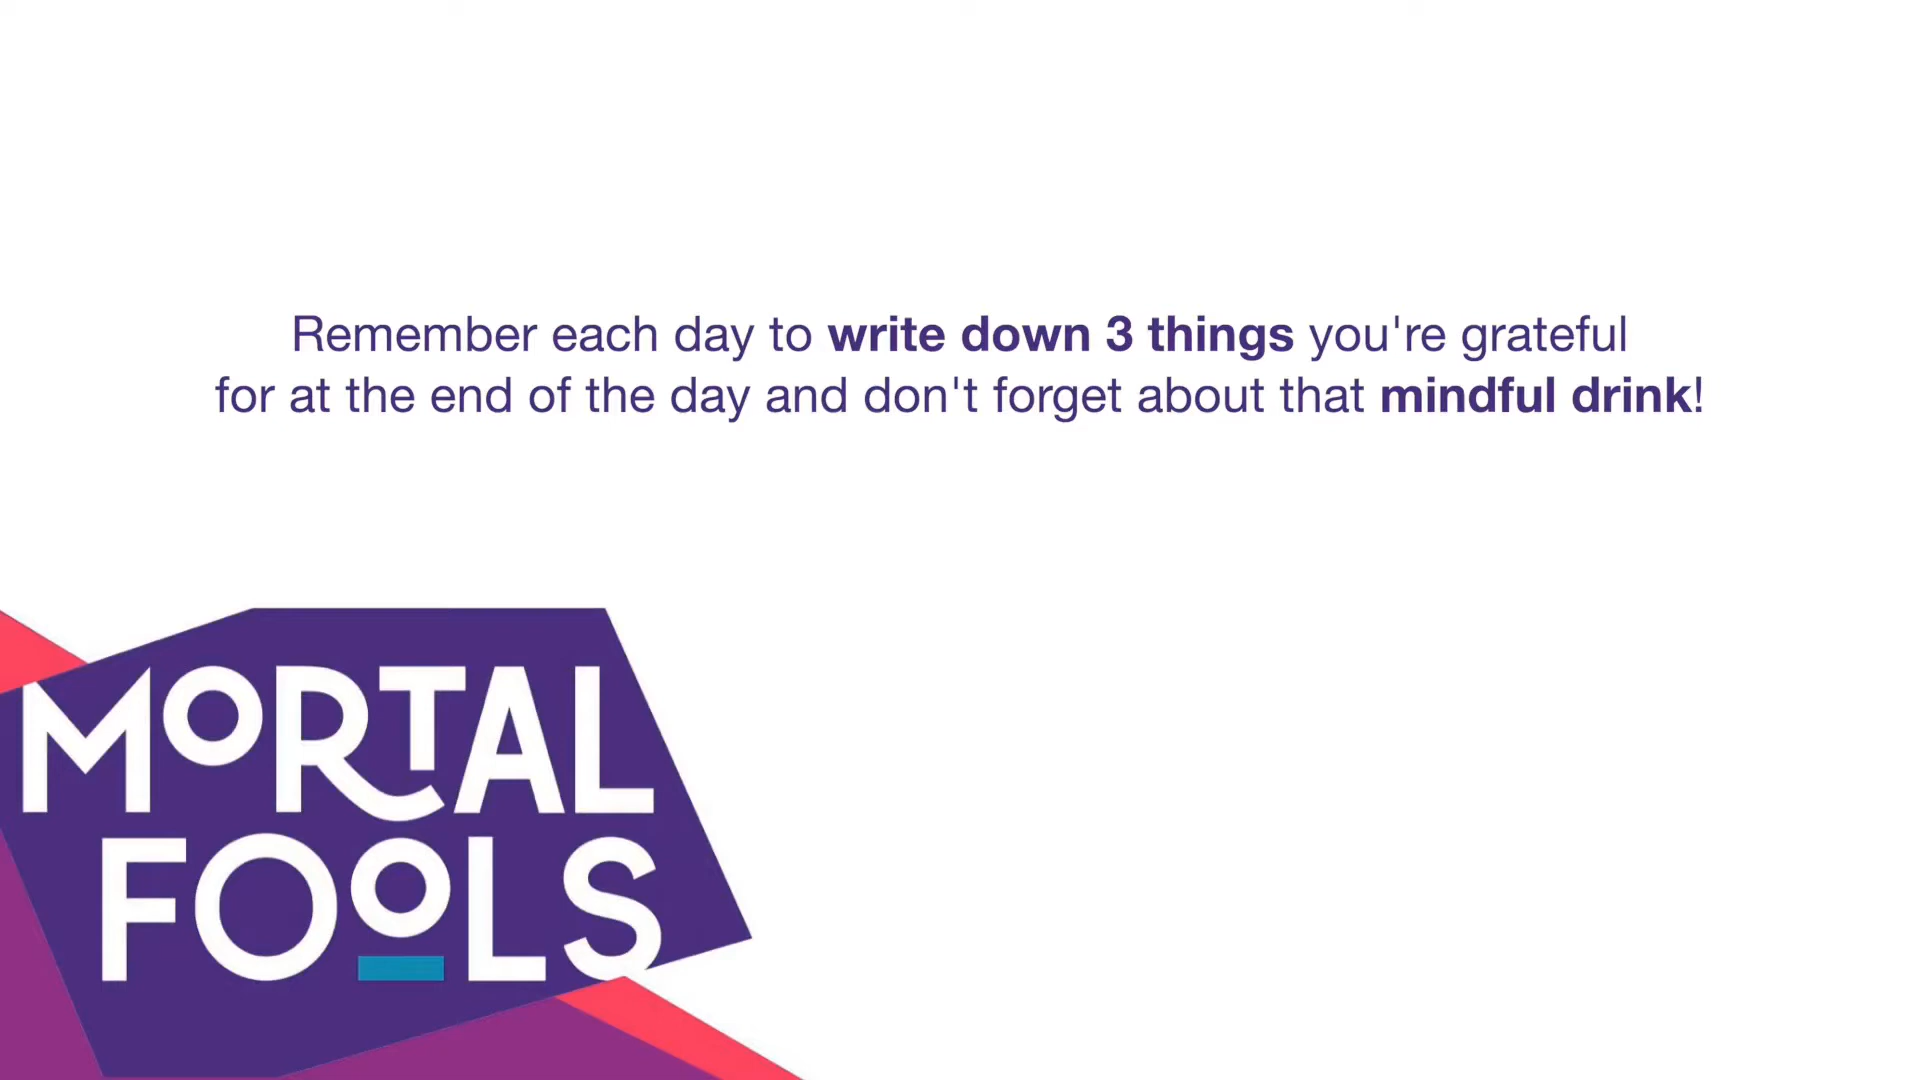 Remember each day to write down 3 things you're grateful
for at the end of the day and don't forget about that mindful drink!
MORTAL
FOOLS